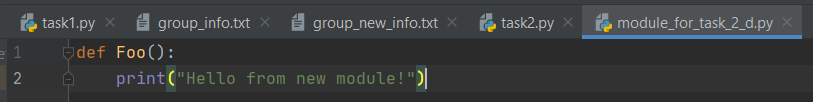 task1.py group_info.txt group_new_info.txt task2.py module_for_task_2_d.py
1 def Foo():
2 print("Hello from new module!")